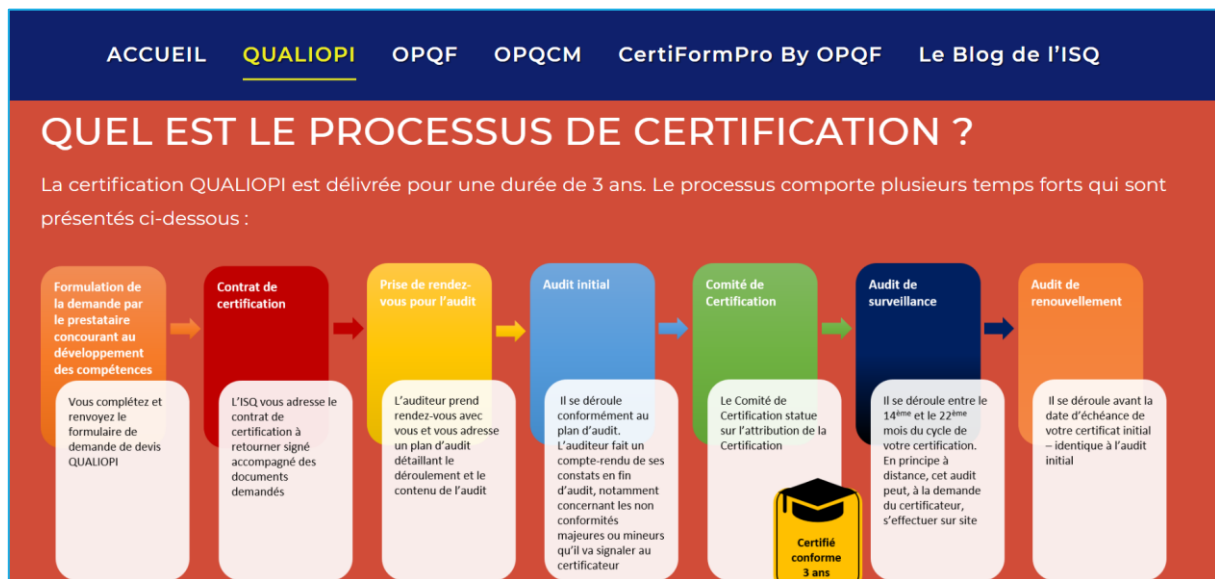 ACCUEIL QUALIOPI OPQF OPQCM CertiFormPro By OPQF Le Blog de l'ISQ
QUEL EST LE PROCESSUS DE CERTIFICATION ?
La certification QUALIOPI est délivrée pour une durée de 3 ans. Le processus comporte plusieurs temps forts qui sont
présentés ci-dessous :
Formulation de
la demande par
le prestataire
concourant au
développement
des compétences
Vous complétez et
renvoyez le
formulaire de
demande de devis
QUALIOPI
Contrat de
certification
L'ISQ vous adresse le
contrat de
certification à
retourner signé
accompagné des
documents
demandés
Prise de rendez-
vous pour l'audit
L'auditeur prend
rendez-vous avec
vous et vous adresse
un plan d'audit
détaillant le
déroulement et le
contenu de l'audit
Audit initial
Il se déroule
conformément au
plan d'audit.
L'auditeur fait un
compte-rendu de ses
constats en fin
d'audit, notamment
concernant les non
conformités
majeures ou mineurs
qu'il va signaler au
certificateur
Comité de
Certification
Le Comité de
Certification statue
sur l'attribution de la
Certification
Certifié
conforme
3 ans
Audit de
surveillance
Il se déroule entre le
14ème et le 22ème
mois du cycle de
votre certification.
En principe à
distance, cet audit
peut, à la demande
du certificateur,
s'effectuer sur site
Audit de
renouvellement
Il se déroule avant la
date d'échéance de
votre certificat initial
– identique à l'audit
initial